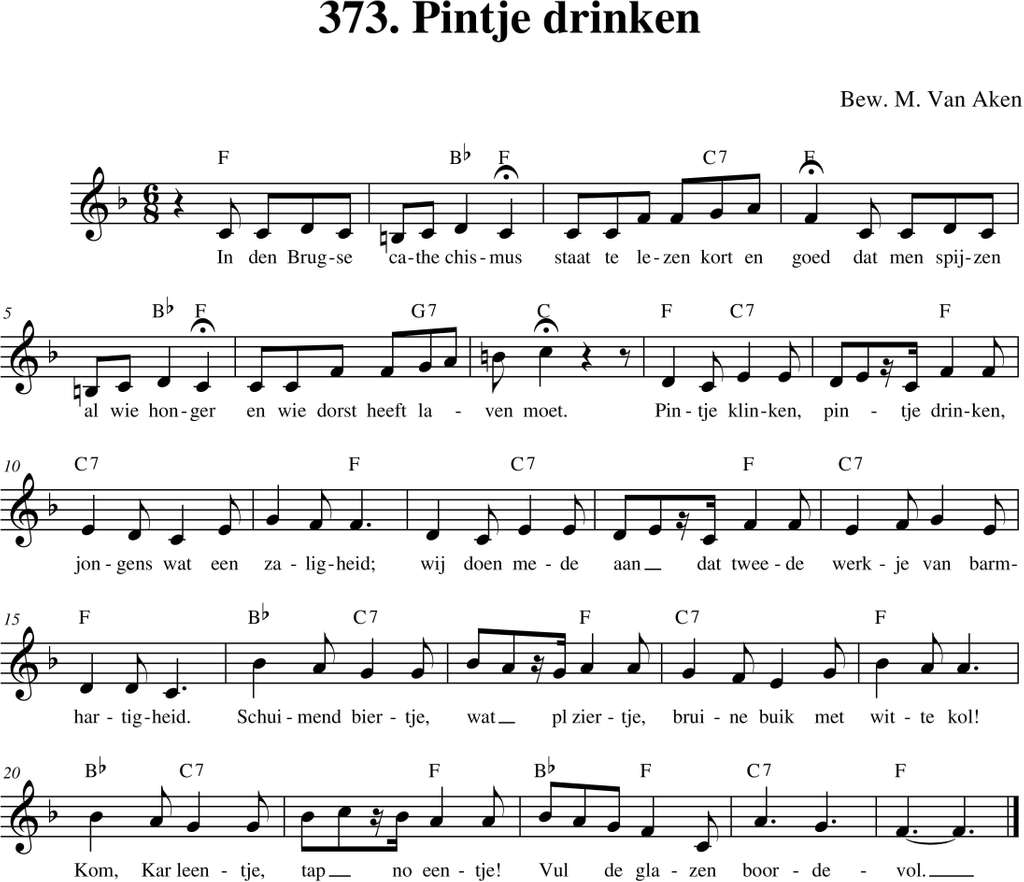 373. Pintje drinken
Bew. M. Van Aken
F B♭ F C7 F
6
8
In den Brug-se ca-the chis-mus staat te le-zen kort en goed dat men spij-zen
5 B♭ F G7 C F C7 F
al wie hon-ger en wie dorst heeft la - ven moet. Pin - tje klin-ken, pin - tje drin-ken,
10 C7 F C7 F C7
jon - gens wat een za - lig-heid; wij doen me - de aan dat twee - de werk - je van barm-
15 F B♭ C7 F C7 F
har - tig-heid. Schui - mend bier - tje, wat pl zier - tje, brui - ne buik met wit - te kol!
20 B♭ C7 F B♭ F C7 F
Kom, Kar leen - tje, tap no een - tje! Vul de gla - zen boor - de - vol.